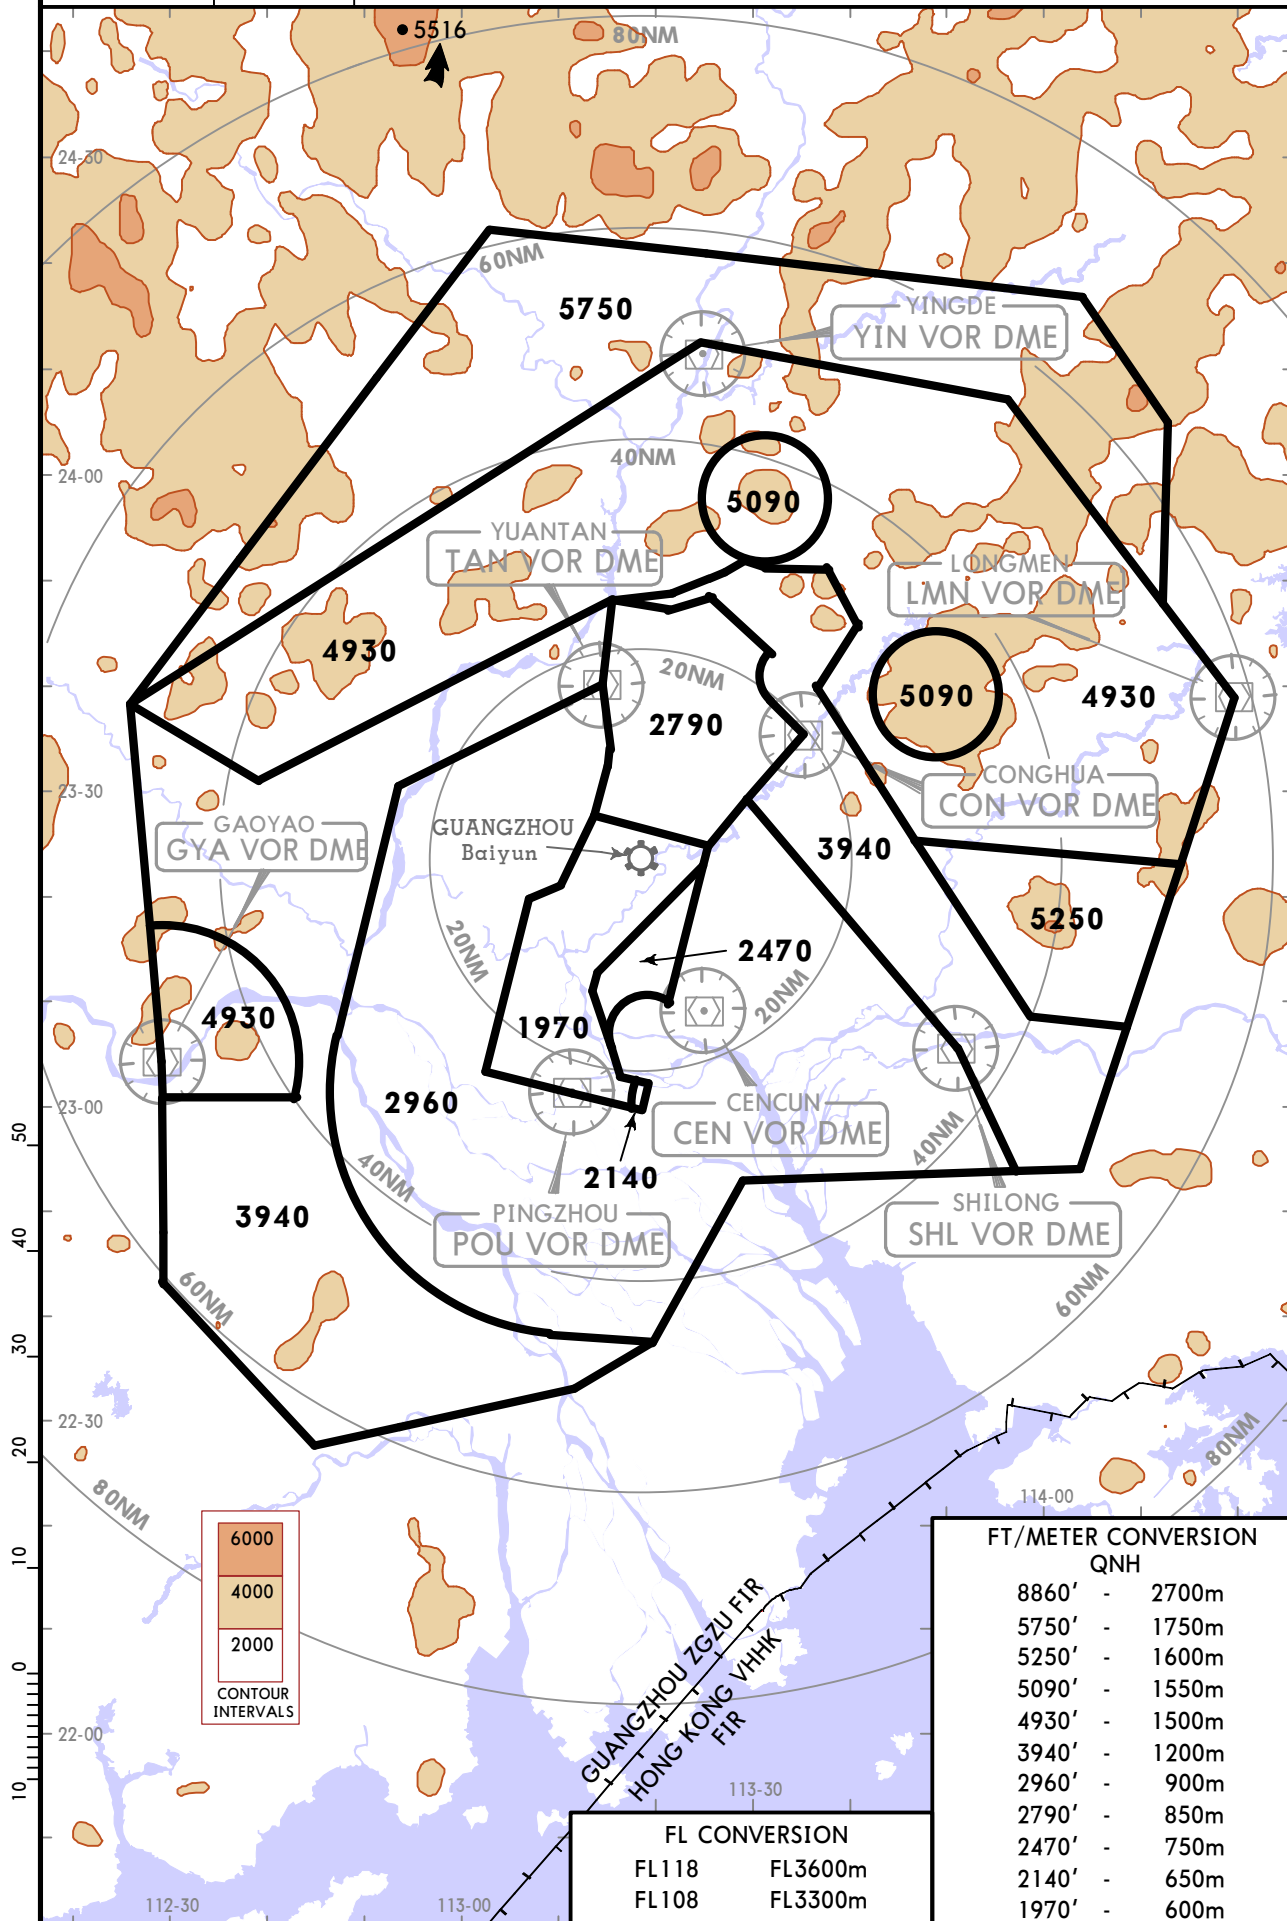 5516
80NM
24-30
60NM
5750
YINGDE
YIN VOR DME
40NM
24-00
5090
YUANTAN
TAN VOR DME
LONGMEN
LMN VOR DME
4930
20NM
5090
4930
2790
23-30
CONGHUA
CON VOR DME
GAOYAO
GYA VOR DME
GUANGZHOU
Baiyun
3940
5250
20NM
2470
20NM
4930
1970
2960
23-00
CENCUN
CEN VOR DME
50
40NM
40NM
2140
3940
PINGZHOU
POU VOR DME
SHILONG
SHL VOR DME
40
60NM
60NM
30
22-30
20
80NM
80NM
114-00
6000
4000
2000
CONTOUR
INTERVALS
10
0
10
22-00
GUANGZHOU ZGZU FIR
HONG KONG VHHK
FIR
113-30
112-30
113-00
FL CONVERSION
FL118 FL3600m
FL108 FL3300m
FT/METER CONVERSION
QNH
8860' - 2700m
5750' - 1750m
5250' - 1600m
5090' - 1550m
4930' - 1500m
3940' - 1200m
2960' - 900m
2790' - 850m
2470' - 750m
2140' - 650m
1970' - 600m